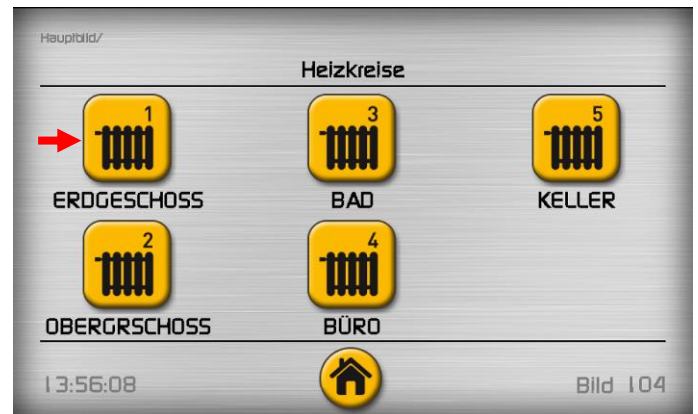 Hauptbild/
Heizkreise
1 3 5
ERDGESCHOSS BAD KELLER
2 4
OBERGRSCHOSS BÜRO
13:56:08 Bild 104